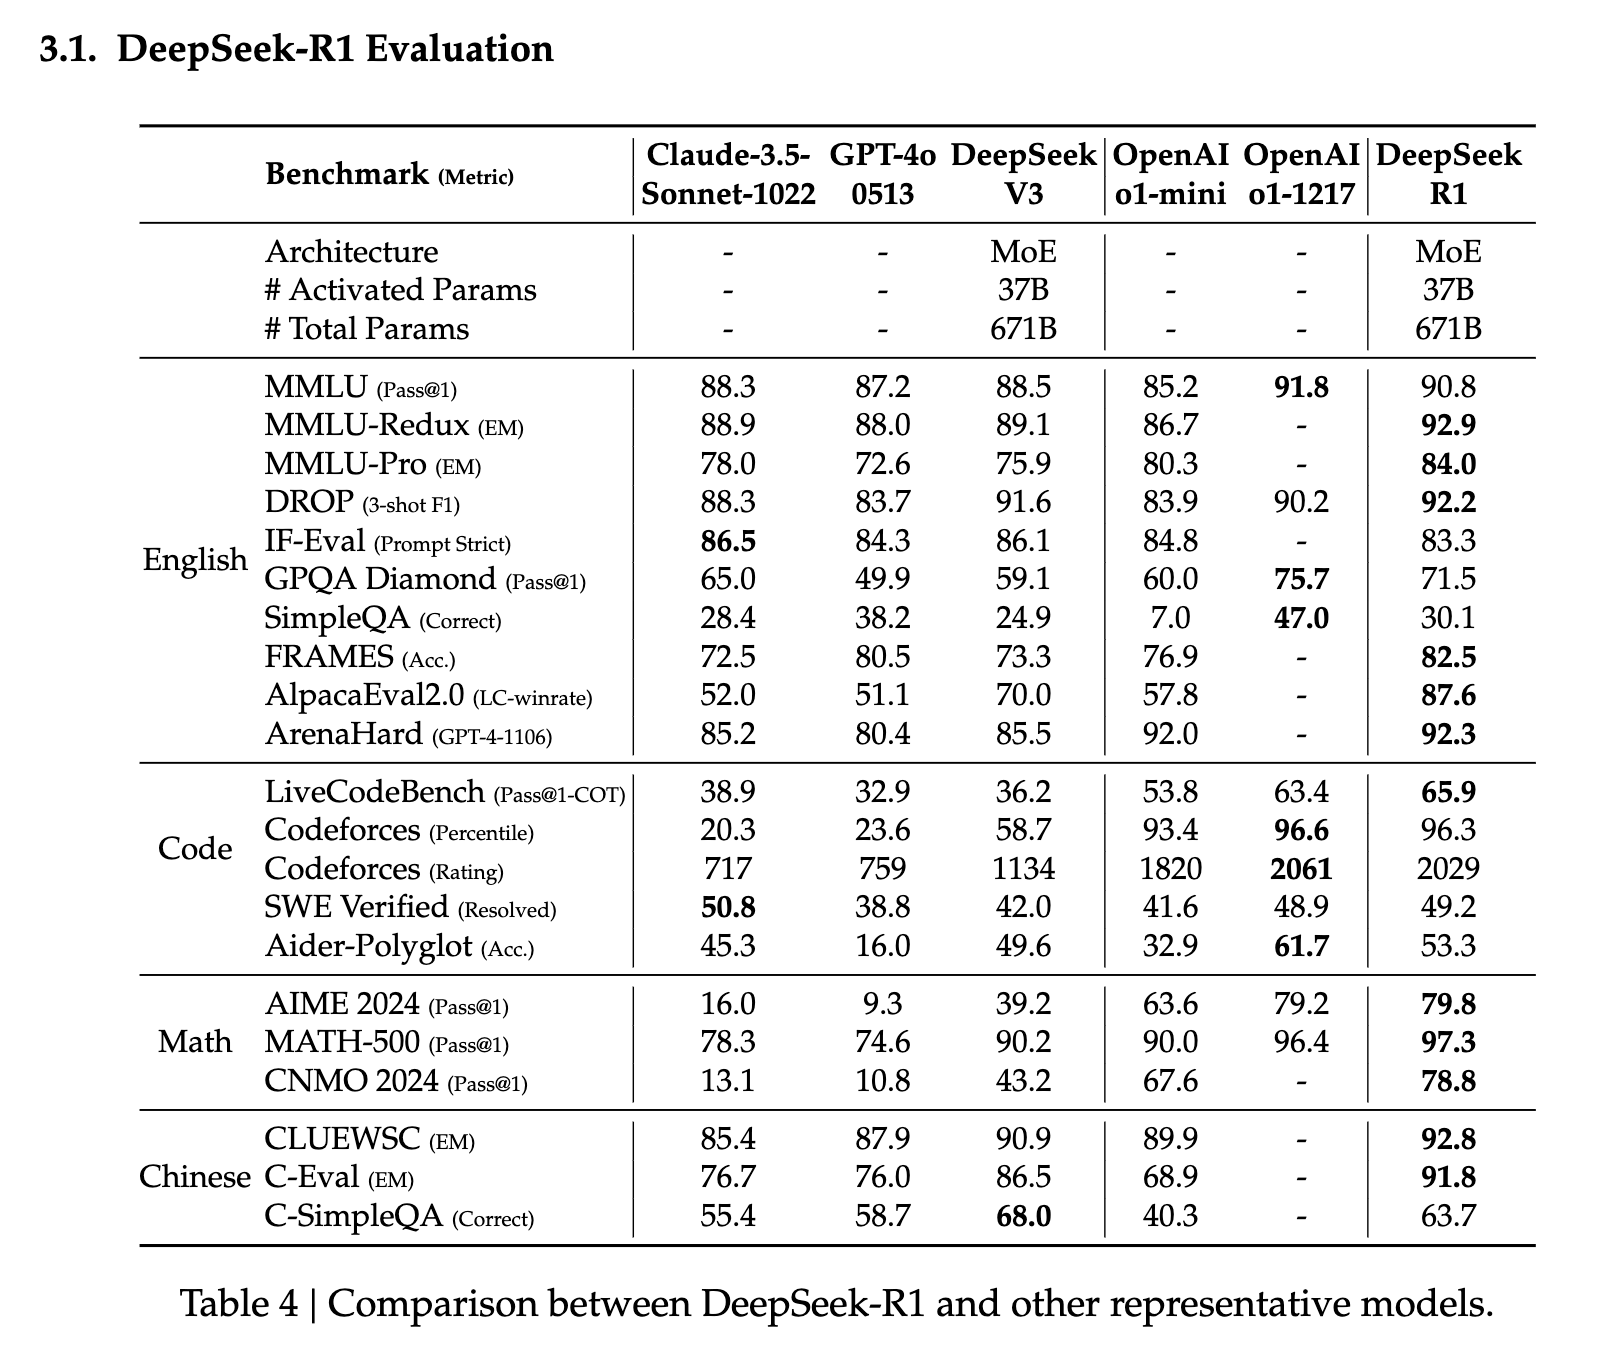 3.1. DeepSeek-R1 Evaluation
Benchmark (Metric) Claude-3.5- GPT-4o DeepSeek OpenAI OpenAI DeepSeek
Sonnet-1022 0513 V3 o1-mini o1-1217 R1
Architecture - - MoE - - MoE
# Activated Params - - 37B - - 37B
# Total Params - - 671B - - 671B
English
MMLU (Pass@1) 88.3 87.2 88.5 85.2 91.8 90.8
MMLU-Redux (EM) 88.9 88.0 89.1 86.7 - 92.9
MMLU-Pro (EM) 78.0 72.6 75.9 80.3 - 84.0
DROP (3-shot F1) 88.3 83.7 91.6 83.9 90.2 92.2
IF-Eval (Prompt Strict) 86.5 84.3 86.1 84.8 - 83.3
GPQA Diamond (Pass@1) 65.0 49.9 59.1 60.0 75.7 71.5
SimpleQA (Correct) 28.4 38.2 24.9 7.0 47.0 30.1
FRAMES (Acc.) 72.5 80.5 73.3 76.9 - 82.5
AlpacaEval2.0 (LC-winrate) 52.0 51.1 70.0 57.8 - 87.6
ArenaHard (GPT-4-1106) 85.2 80.4 85.5 92.0 - 92.3
Code
LiveCodeBench (Pass@1-COT) 38.9 32.9 36.2 53.8 63.4 65.9
Codeforces (Percentile) 20.3 23.6 58.7 93.4 96.6 96.3
Codeforces (Rating) 717 759 1134 1820 2061 2029
SWE Verified (Resolved) 50.8 38.8 42.0 41.6 48.9 49.2
Aider-Polyglot (Acc.) 45.3 16.0 49.6 32.9 61.7 53.3
Math
AIME 2024 (Pass@1) 16.0 9.3 39.2 63.6 79.2 79.8
MATH-500 (Pass@1) 78.3 74.6 90.2 90.0 96.4 97.3
CNMO 2024 (Pass@1) 13.1 10.8 43.2 67.6 - 78.8
Chinese
CLUEWSC (EM) 85.4 87.9 90.9 89.9 - 92.8
C-Eval (EM) 76.7 76.0 86.5 68.9 - 91.8
C-SimpleQA (Correct) 55.4 58.7 68.0 40.3 - 63.7
Table 4 | Comparison between DeepSeek-R1 and other representative models.